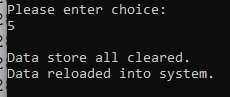 Please enter choice:
5
Data store all cleared.
Data reloaded into system.